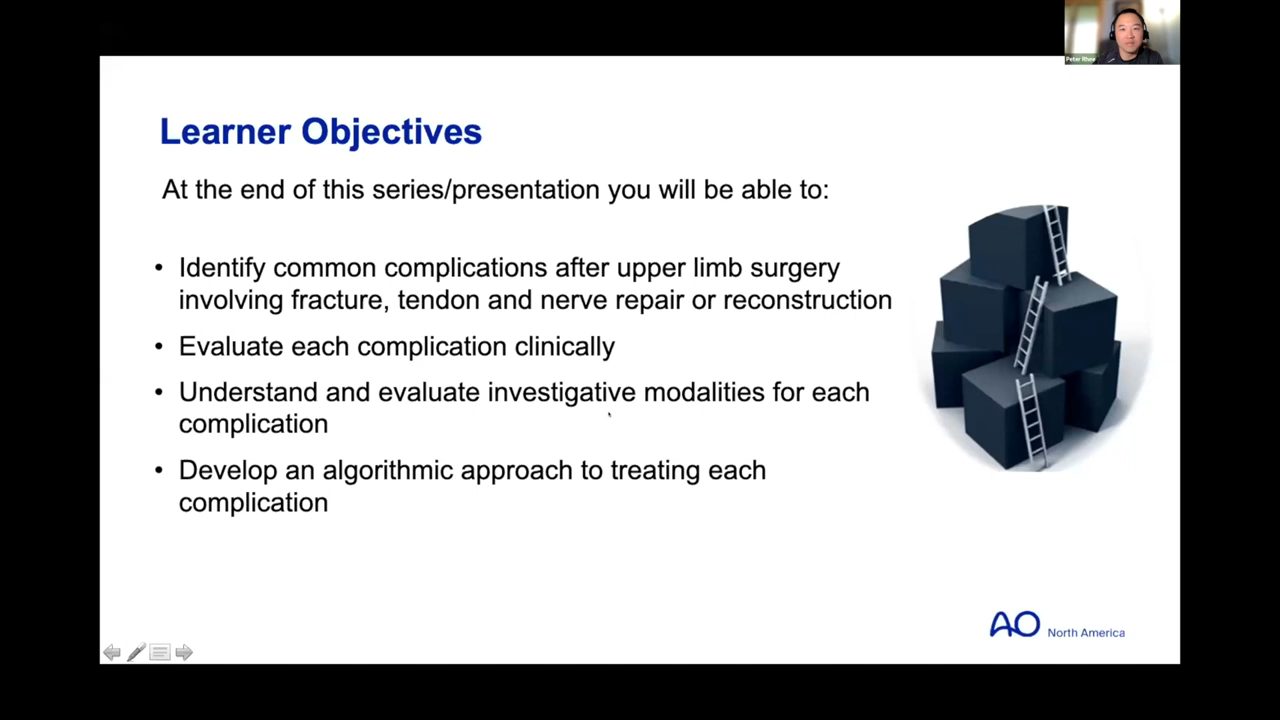 Peter Rhee
Learner Objectives
At the end of this series/presentation you will be able to:
• Identify common complications after upper limb surgery
involving fracture, tendon and nerve repair or reconstruction
• Evaluate each complication clinically
• Understand and evaluate investigative modalities for each
complication
• Develop an algorithmic approach to treating each
complication
AO North America